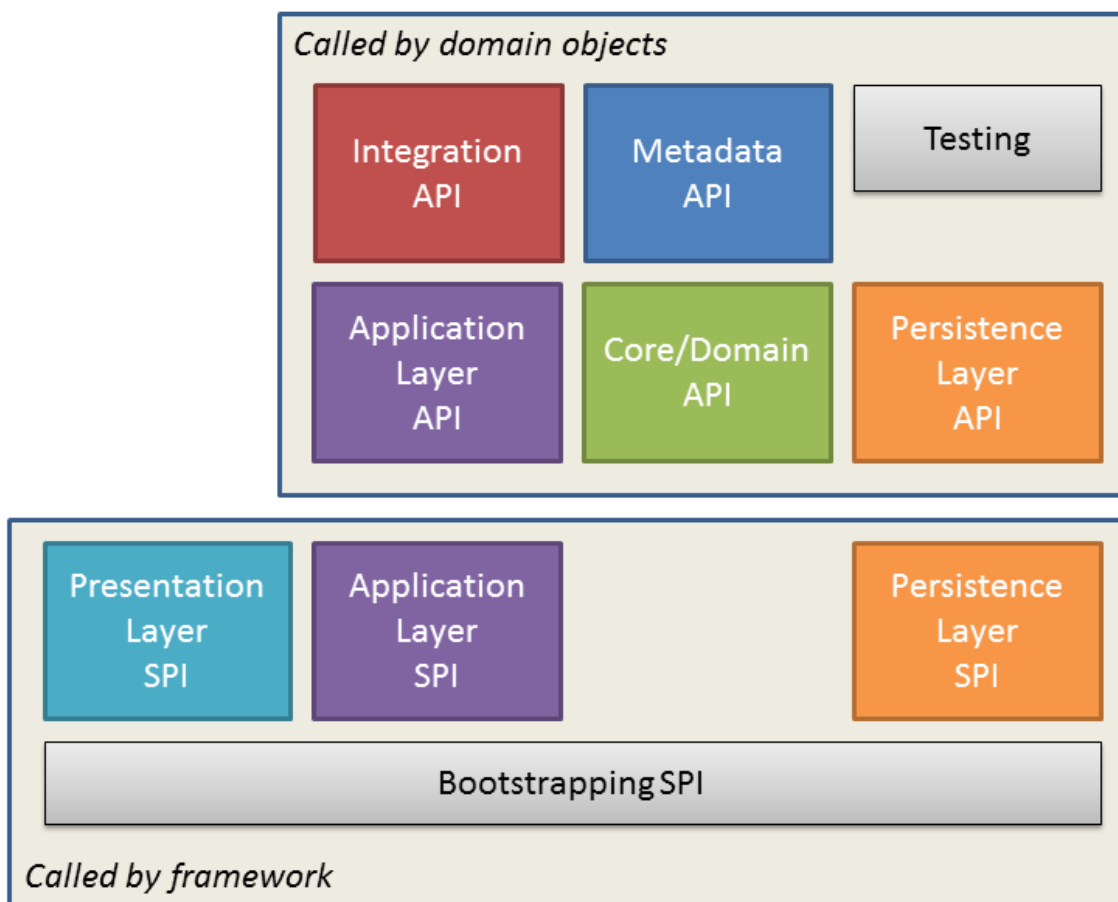 Called by domain objects
Integration
API
Metadata
API
Testing
Application
Layer
API
Core/Domain
API
Persistence
Layer
API
Presentation
Layer
SPI
Application
Layer
SPI
Persistence
Layer
SPI
Bootstrapping SPI
Called by framework